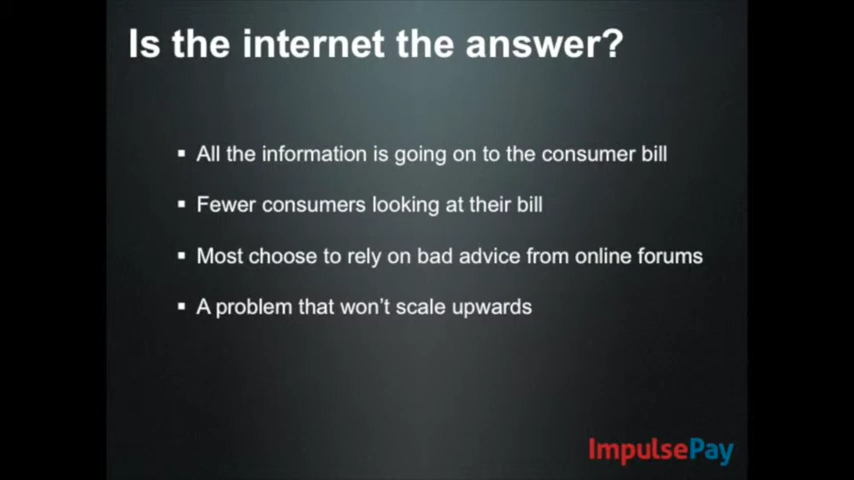 Is the internet the answer?
▪ All the information is going on to the consumer bill
▪ Fewer consumers looking at their bill
▪ Most choose to rely on bad advice from online forums
▪ A problem that won't scale upwards
ImpulsePay